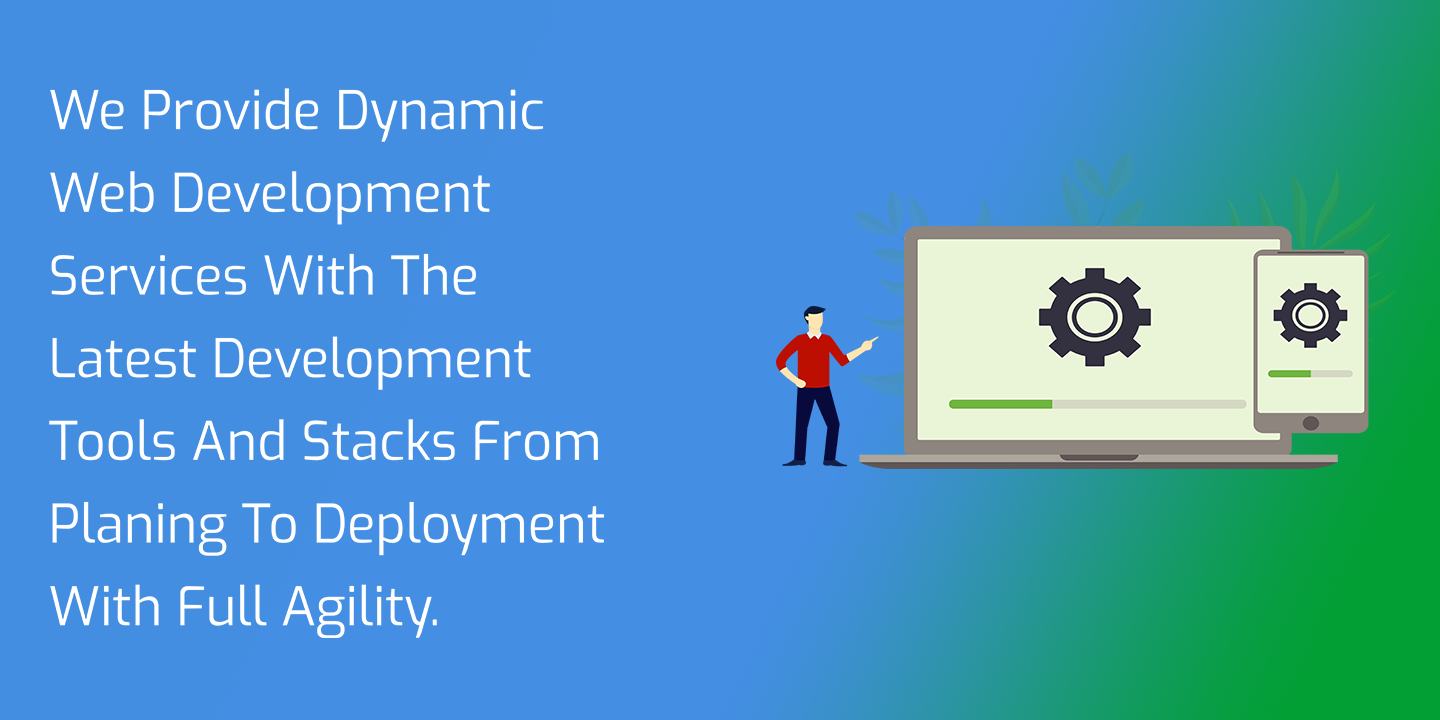 We Provide Dynamic
Web Development
Services With The
Latest Development
Tools And Stacks From
Planing To Deployment
With Full Agility.